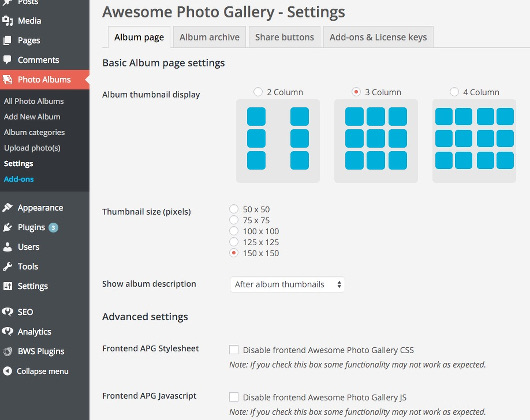 Posts
Media
Pages
Comments
Photo Albums
All Photo Albums
Add New Album
Album categories
Upload photo(s)
Settings
Add-ons
Appearance
Plugins 3
Users
Tools
Settings
SEO
Analytics
BWS Plugins
Collapse menu
Awesome Photo Gallery - Settings
Album page Album archive Share buttons Add-ons & License keys
Basic Album page settings
Album thumbnail display 2 Column 3 Column 4 Column
Thumbnail size (pixels) 50 x 50
75 x 75
100 x 100
125 x 125
150 x 150
Show album description After album thumbnails
Advanced settings
Frontend APG Stylesheet Disable frontend Awesome Photo Gallery CSS
Note: if you check this box some functionality may not work as expected.
Frontend APG Javascript Disable frontend Awesome Photo Gallery JS
Note: if you check this box some functionality may not work as expected.